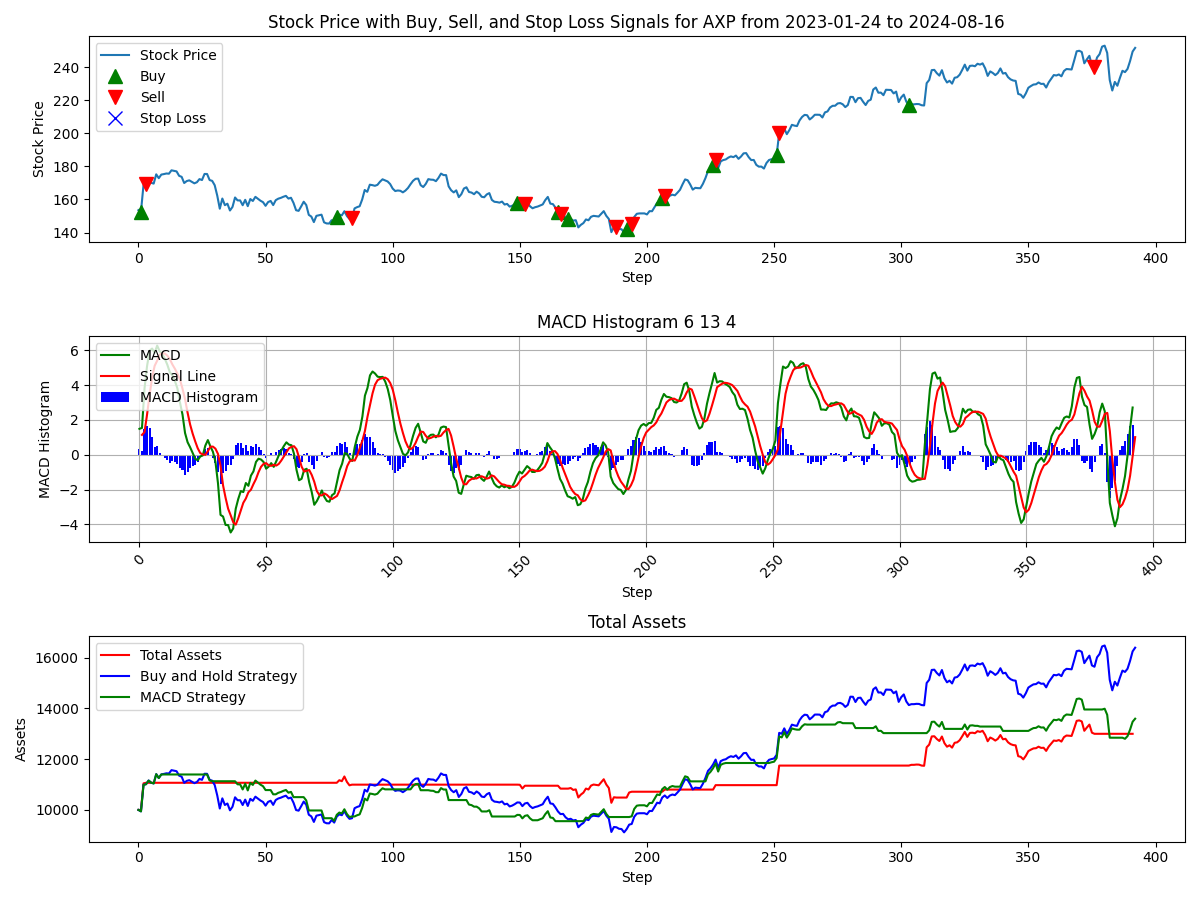 Stock Price with Buy, Sell, and Stop Loss Signals for AXP from 2023-01-24 to 2024-08-16
Stock Price
Stock Price
Buy
Sell
Stop Loss
240
220
200
180
160
140
0 50 100 150 200 250 300 350 400
Step
MACD Histogram 6 13 4
MACD Histogram
MACD
Signal Line
MACD Histogram
6
4
2
0
−2
−4
0 50 100 150 200 250 300 350 400
Step
Total Assets
Assets
Total Assets
Buy and Hold Strategy
MACD Strategy
16000
14000
12000
10000
0 50 100 150 200 250 300 350 400
Step